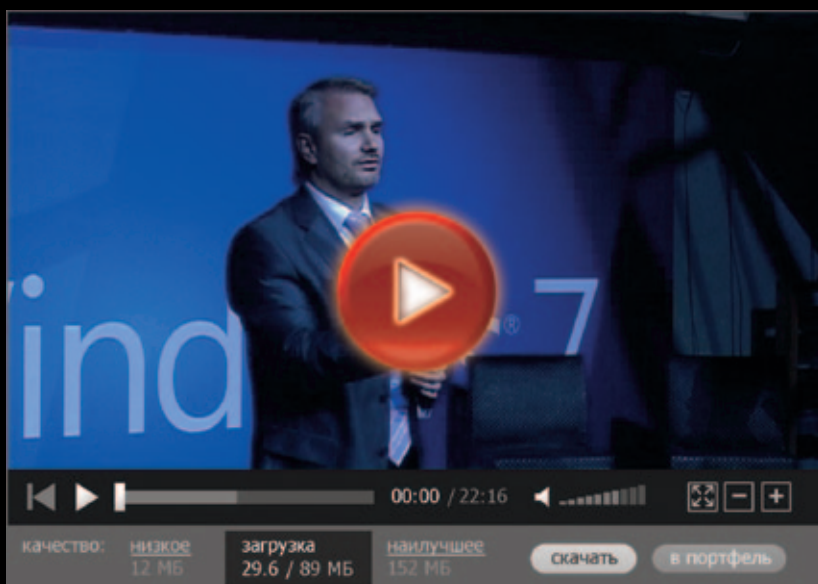 ind ® 7
00:00 / 22:16
качество: низкое загрузка наилучшее
12 МБ 29.6 / 89 МБ 152 МБ
скачать в портфель